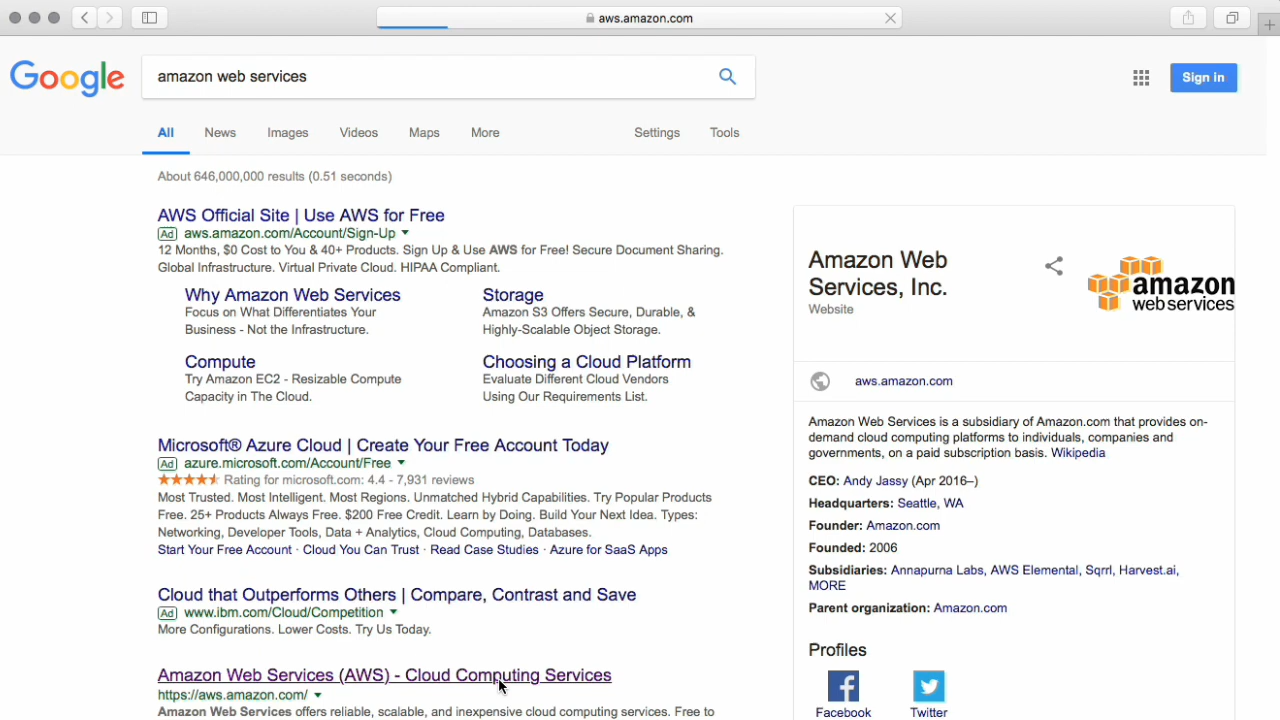 aws.amazon.com
Google
amazon web services
Sign in
All News Images Videos Maps More Settings Tools
About 646,000,000 results (0.51 seconds)
AWS Official Site | Use AWS for Free
Ad aws.amazon.com/Account/Sign-Up
12 Months, $0 Cost to You & 40+ Products. Sign Up & Use AWS for Free! Secure Document Sharing.
Global Infrastructure. Virtual Private Cloud. HIPAA Compliant.
Why Amazon Web Services
Focus on What Differentiates Your
Business - Not the Infrastructure.
Storage
Amazon S3 Offers Secure, Durable, &
Highly-Scalable Object Storage.
Compute
Try Amazon EC2 - Resizable Compute
Capacity in The Cloud.
Choosing a Cloud Platform
Evaluate Different Cloud Vendors
Using Our Requirements List.
Microsoft® Azure Cloud | Create Your Free Account Today
Ad azure.microsoft.com/Account/Free
Rating for microsoft.com: 4.4 - 7,931 reviews
Most Trusted. Most Intelligent. Most Regions. Unmatched Hybrid Capabilities. Try Popular Products
Free. 25+ Products Always Free. $200 Free Credit. Learn by Doing. Build Your Next Idea. Types:
Networking, Developer Tools, Data + Analytics, Cloud Computing, Databases.
Start Your Free Account · Cloud You Can Trust · Read Case Studies · Azure for SaaS Apps
Cloud that Outperforms Others | Compare, Contrast and Save
Ad www.ibm.com/Cloud/Competition
More Configurations. Lower Costs. Try Us Today.
Amazon Web Services (AWS) - Cloud Computing Services
https://aws.amazon.com/
Amazon Web Services offers reliable, scalable, and inexpensive cloud computing services. Free to
Amazon Web
Services, Inc.
Website
amazon
webservices
aws.amazon.com
Amazon Web Services is a subsidiary of Amazon.com that provides on-
demand cloud computing platforms to individuals, companies and
governments, on a paid subscription basis. Wikipedia
CEO: Andy Jassy (Apr 2016–)
Headquarters: Seattle, WA
Founder: Amazon.com
Founded: 2006
Subsidiaries: Annapurna Labs, AWS Elemental, Sqrrl, Harvest.ai,
MORE
Parent organization: Amazon.com
Profiles
Facebook Twitter